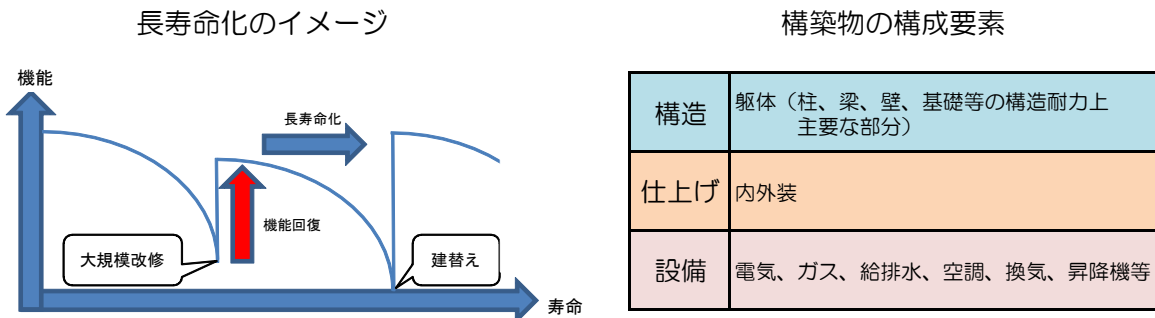 長寿命化のイメージ
機能
長寿命化
機能回復
大規模改修
建替え
寿命
構築物の構成要素
構造
躯体（柱、梁、壁、基礎等の構造耐力上
主要な部分）
仕上げ
内外装
設備
電気、ガス、給排水、空調、換気、昇降機等